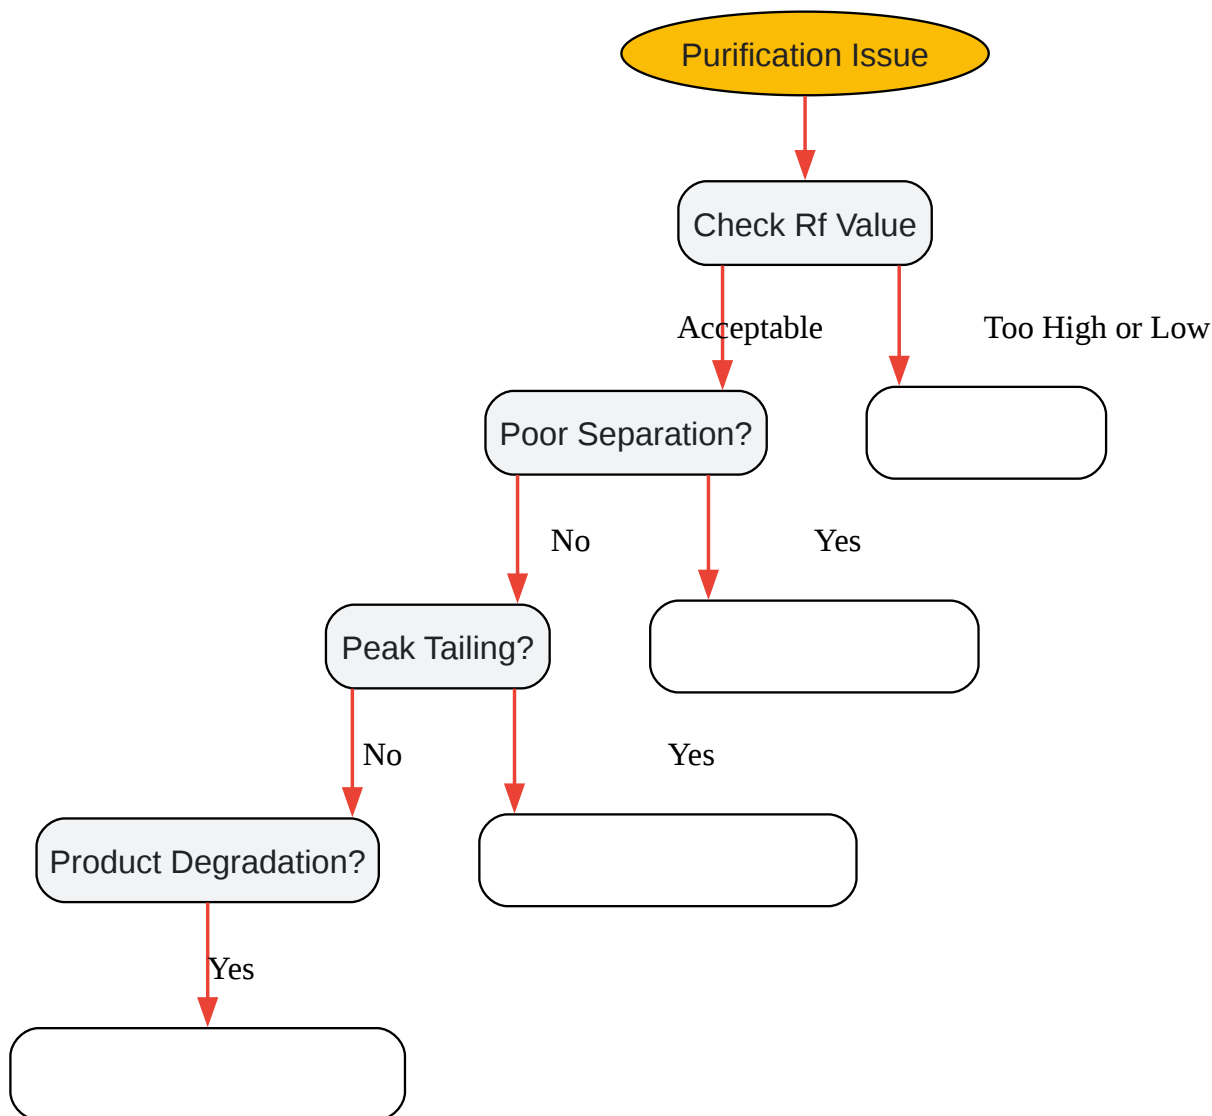 Purification Issue
Check Rf Value
Acceptable
Too High or Low
Poor Separation?
No
Yes
Peak Tailing?
No
Yes
Product Degradation?
Yes